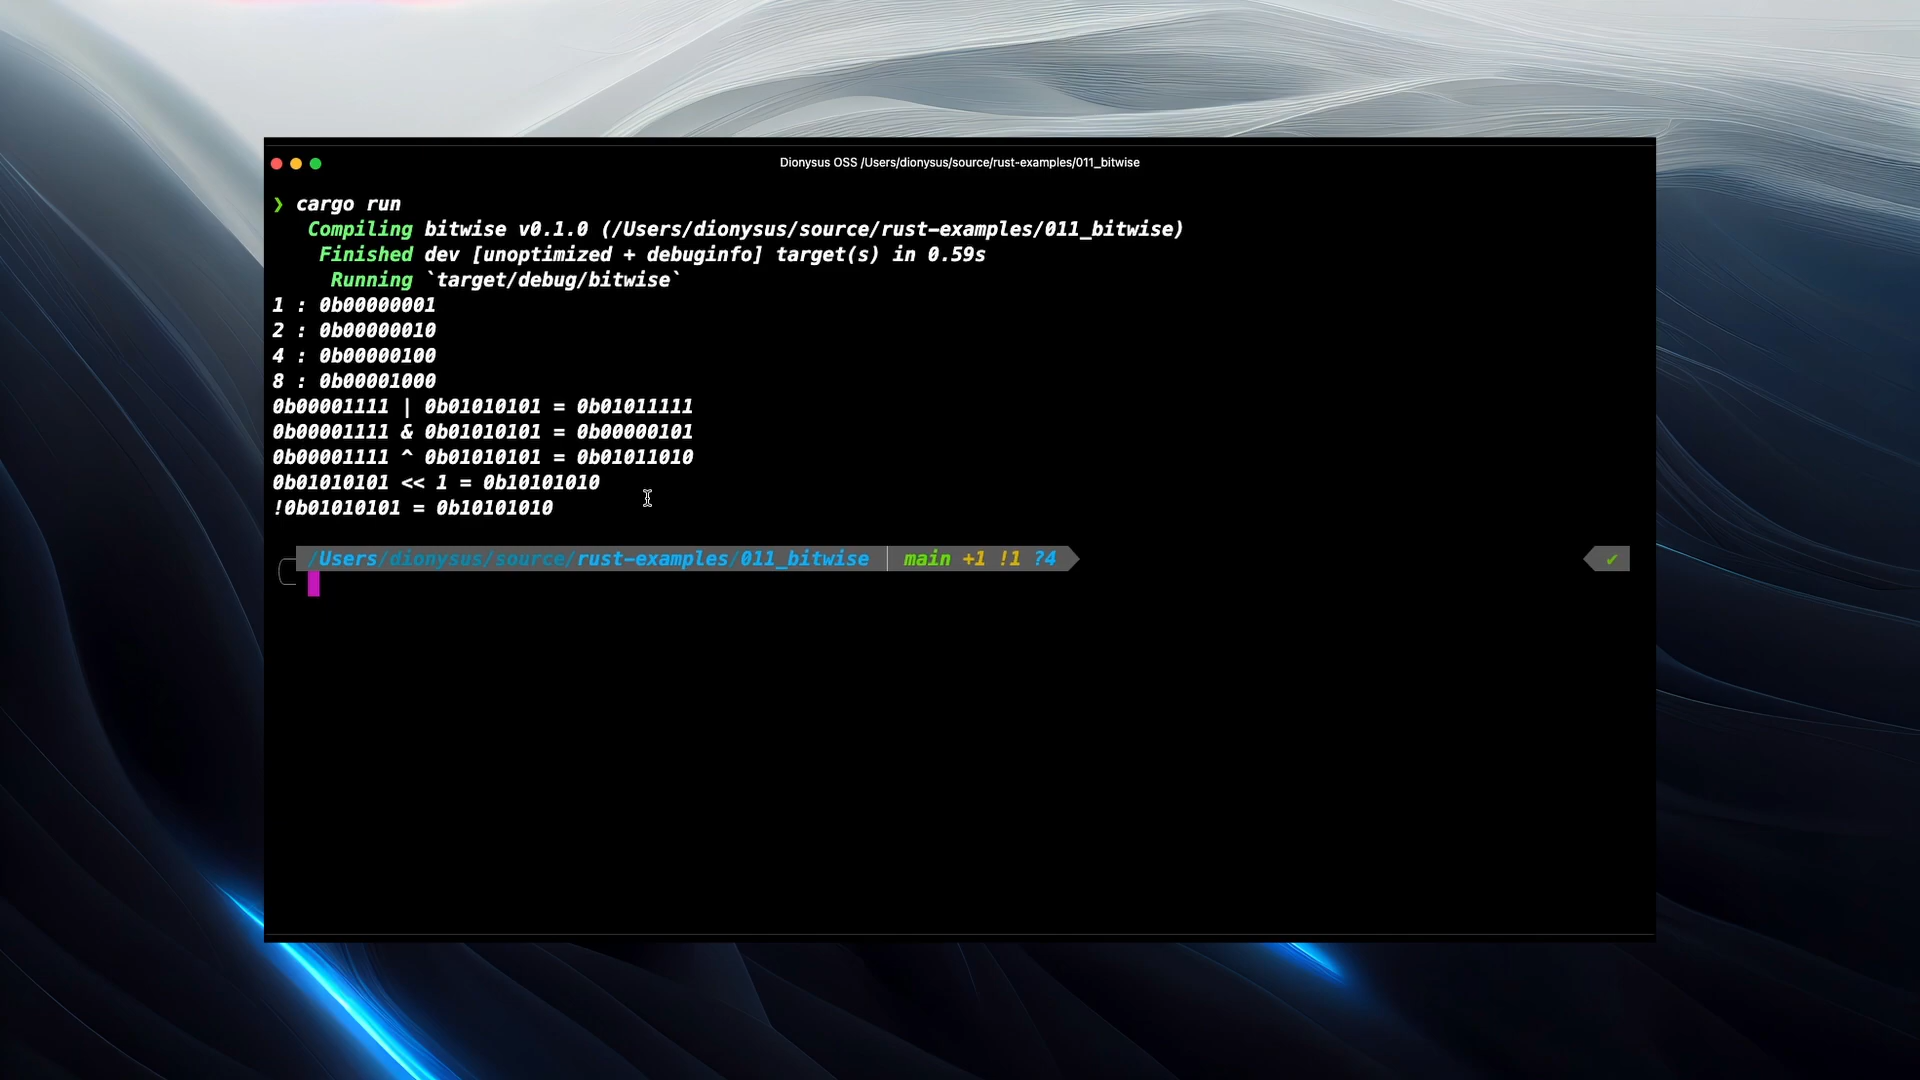 Dionysus OSS /Users/dionysus/source/rust-examples/011_bitwise
❯ cargo run
Compiling bitwise v0.1.0 (/Users/dionysus/source/rust-examples/011_bitwise)
Finished dev [unoptimized + debuginfo] target(s) in 0.59s
Running `target/debug/bitwise`
1 : 0b00000001
2 : 0b00000010
4 : 0b00000100
8 : 0b00001000
0b00001111 | 0b01010101 = 0b01011111
0b00001111 & 0b01010101 = 0b00000101
0b00001111 ^ 0b01010101 = 0b01011010
0b01010101 << 1 = 0b10101010
!0b01010101 = 0b10101010
/Users/dionysus/source/rust-examples/011_bitwise | main +1 !1 ?4 ✔